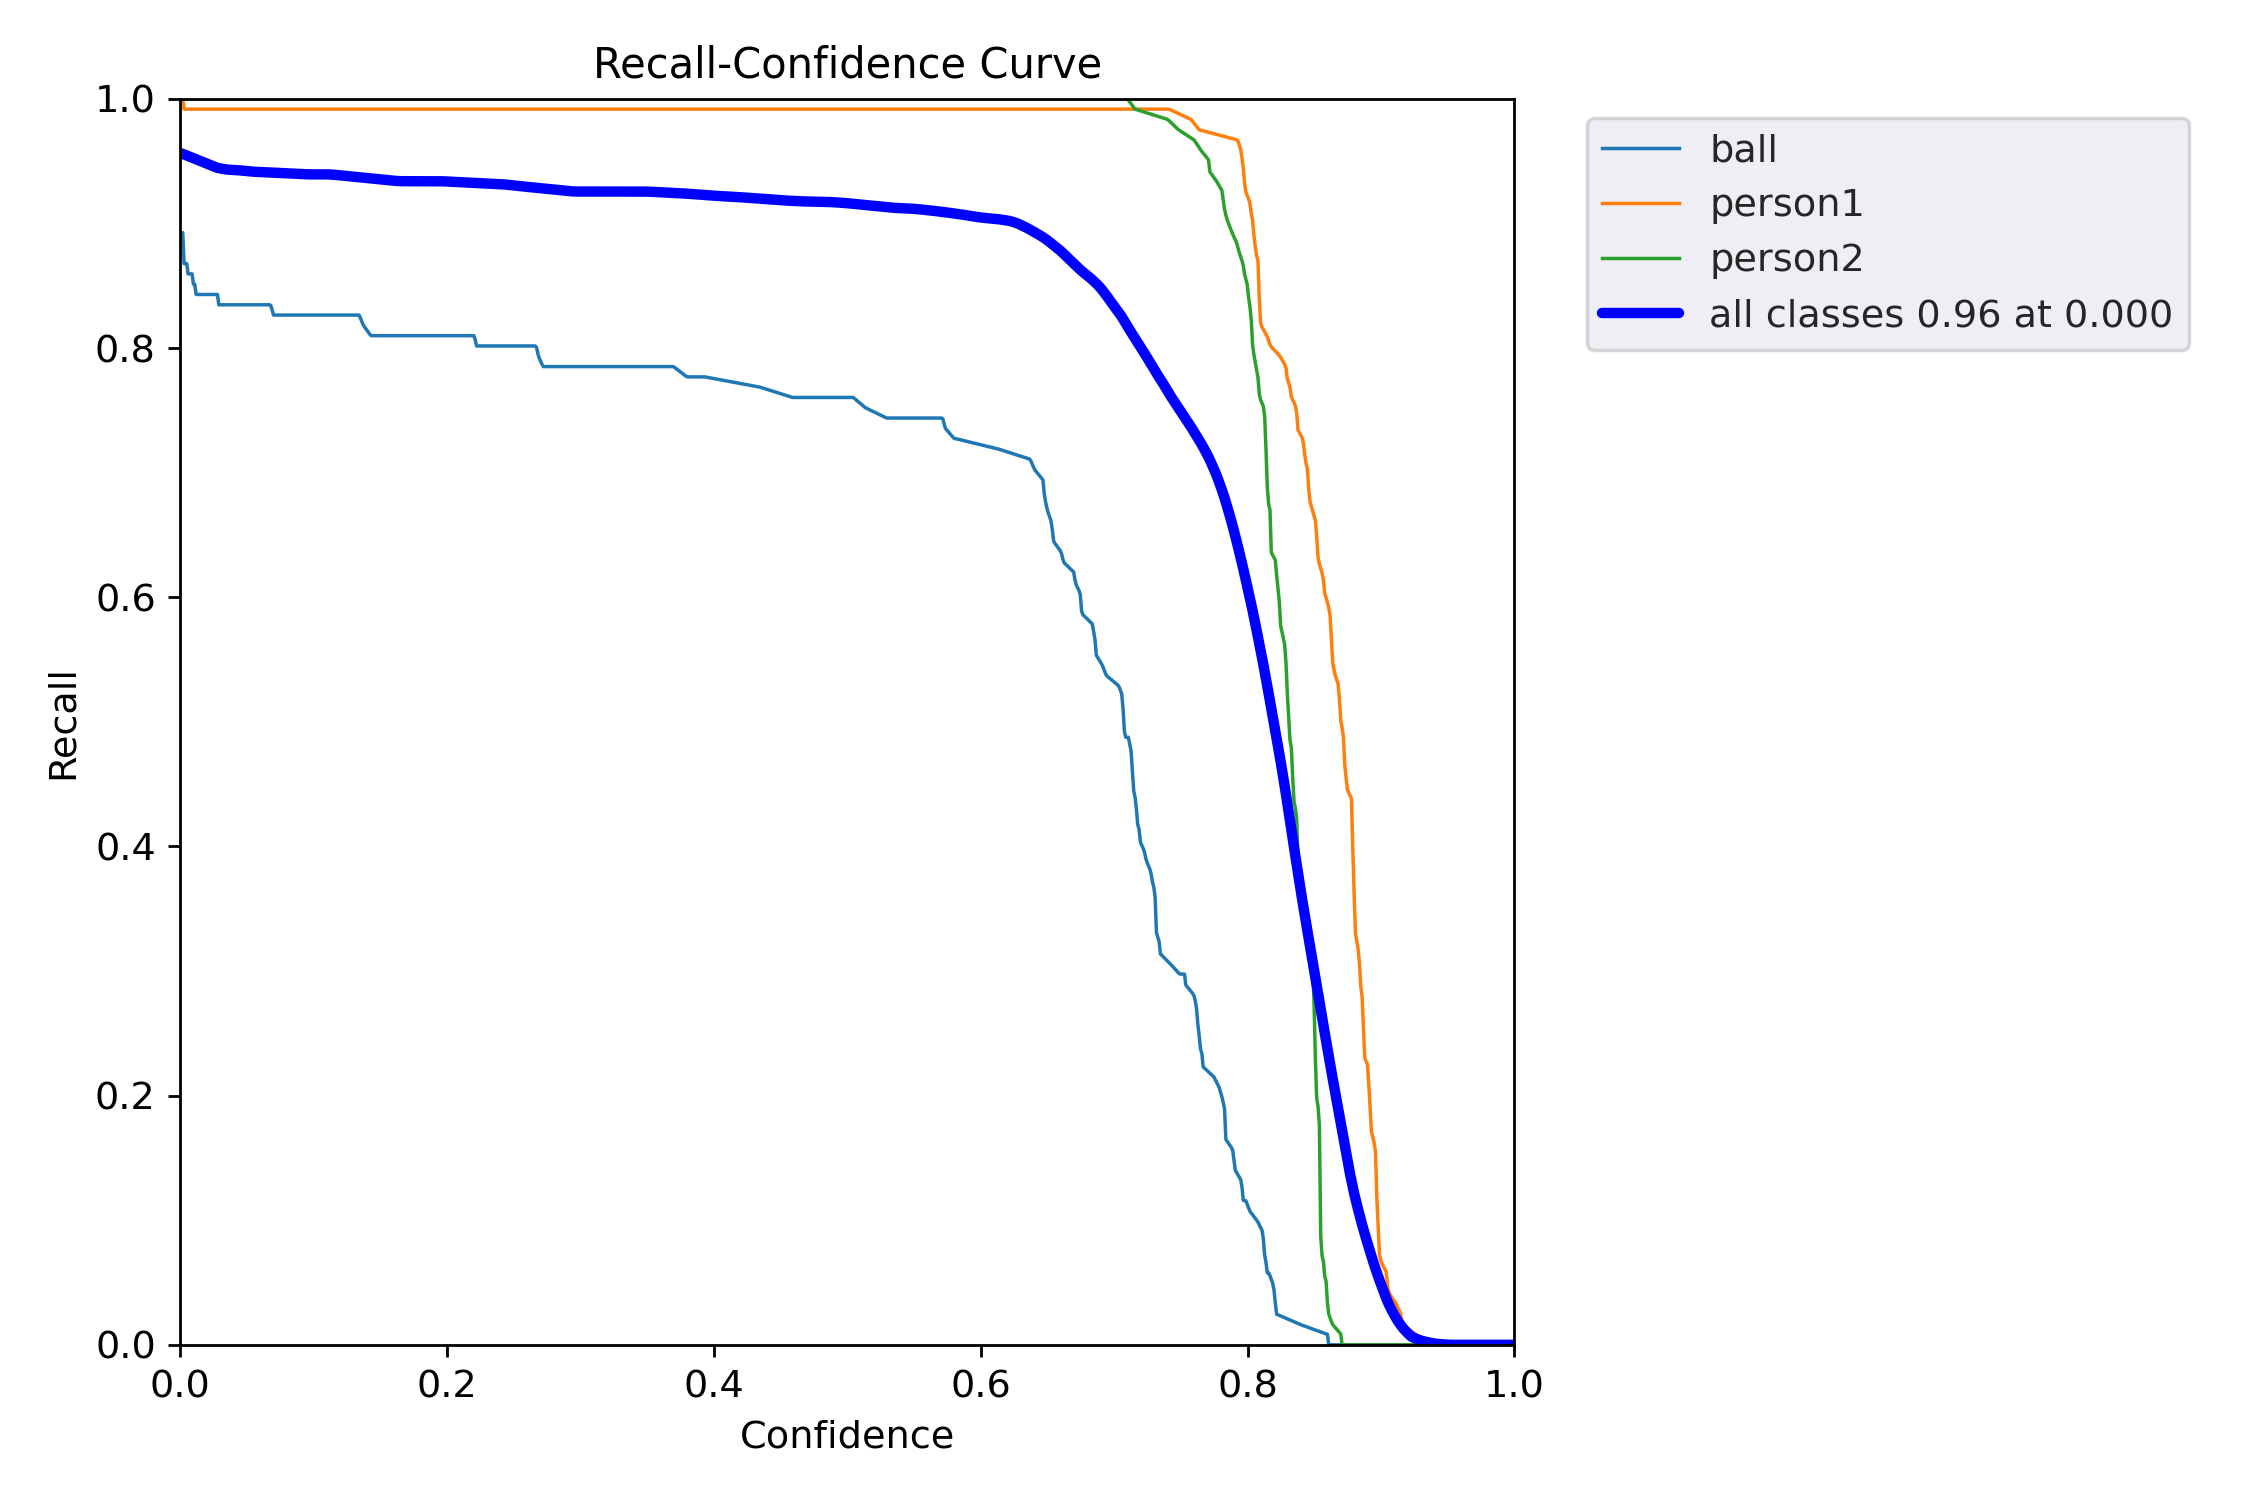 Recall-Confidence Curve
1.0
0.8
0.6
0.4
0.2
0.0
Recall
0.0 0.2 0.4 0.6 0.8 1.0
Confidence
ball
person1
person2
all classes 0.96 at 0.000